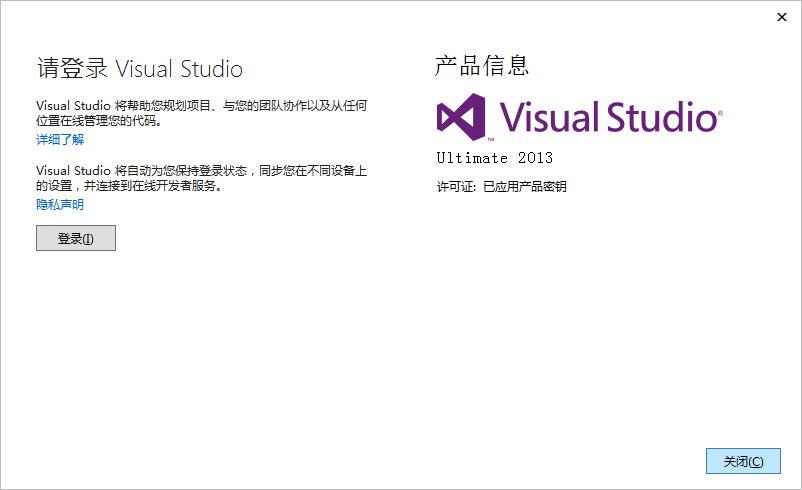 请登录 Visual Studio
Visual Studio 将帮助您规划项目、与您的团队协作以及从任何
位置在线管理您的代码。
详细了解
Visual Studio 将自动为您保持登录状态，同步您在不同设备上
的设置，并连接到在线开发者服务。
隐私声明
登录(I)
产品信息
Visual Studio®
™
Ultimate 2013
许可证: 已应用产品密钥
关闭(C)